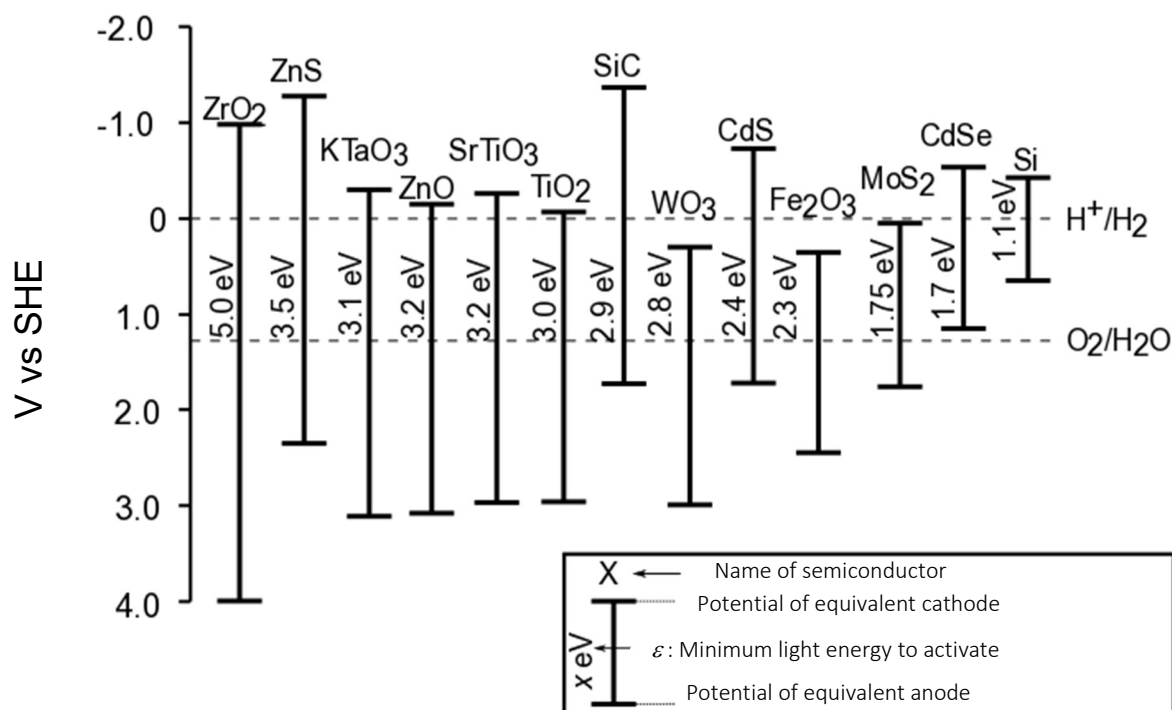 -2.0
-1.0
0
1.0
2.0
3.0
4.0
V vs SHE
ZrO2
5.0 eV
ZnS
3.5 eV
KTaO3
3.1 eV
ZnO
3.2 eV
SrTiO3
3.2 eV
TiO2
3.0 eV
SiC
2.9 eV
WO3
2.8 eV
CdS
2.4 eV
Fe2O3
2.3 eV
MoS2
1.75 eV
CdSe
1.7 eV
Si
1.1 eV
H+/H2
O2/H2O
X Name of semiconductor
Potential of equivalent cathode
x eV ε : Minimum light energy to activate
Potential of equivalent anode